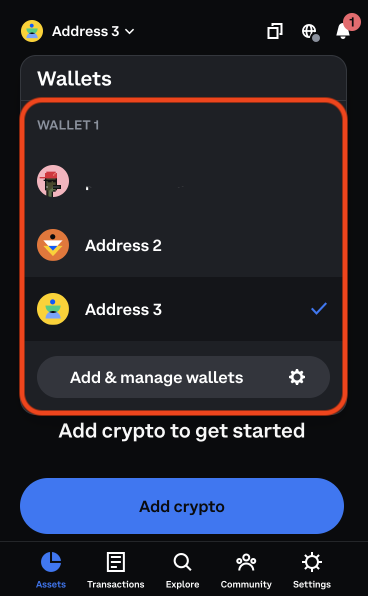 Address 3
1
Wallets
WALLET 1
Address 2
Address 3
Add & manage wallets
Add crypto to get started
Add crypto
Assets
Transactions
Explore
Community
Settings